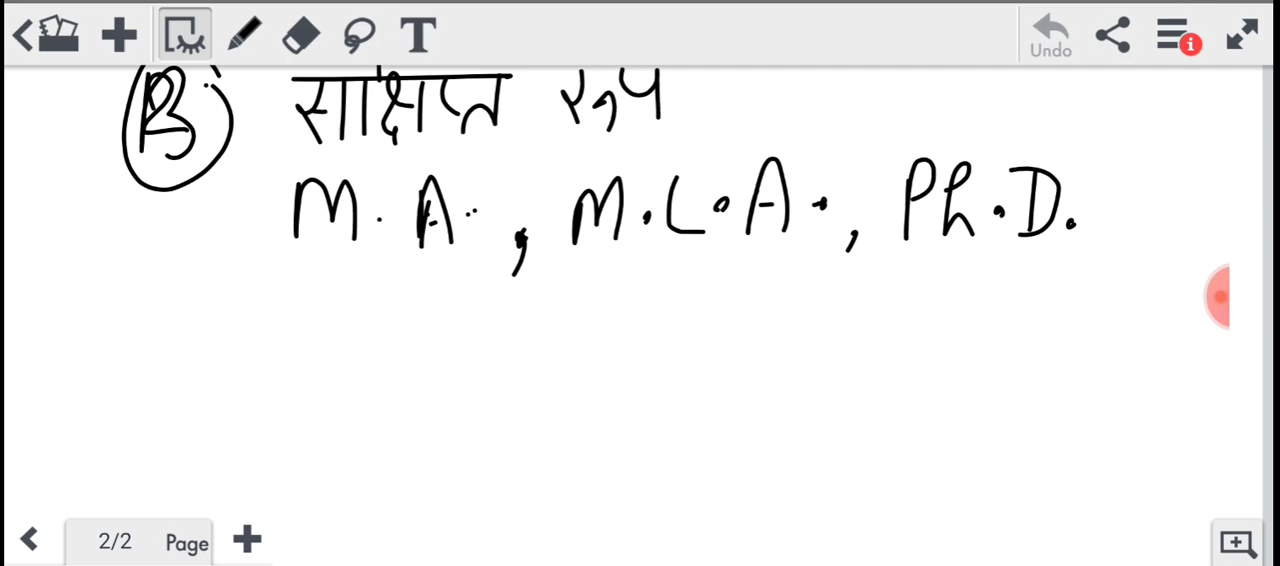 Undo
B) सांक्षिप्त रूप
M. A. , M.L.A. , Ph.D.
2/2 Page